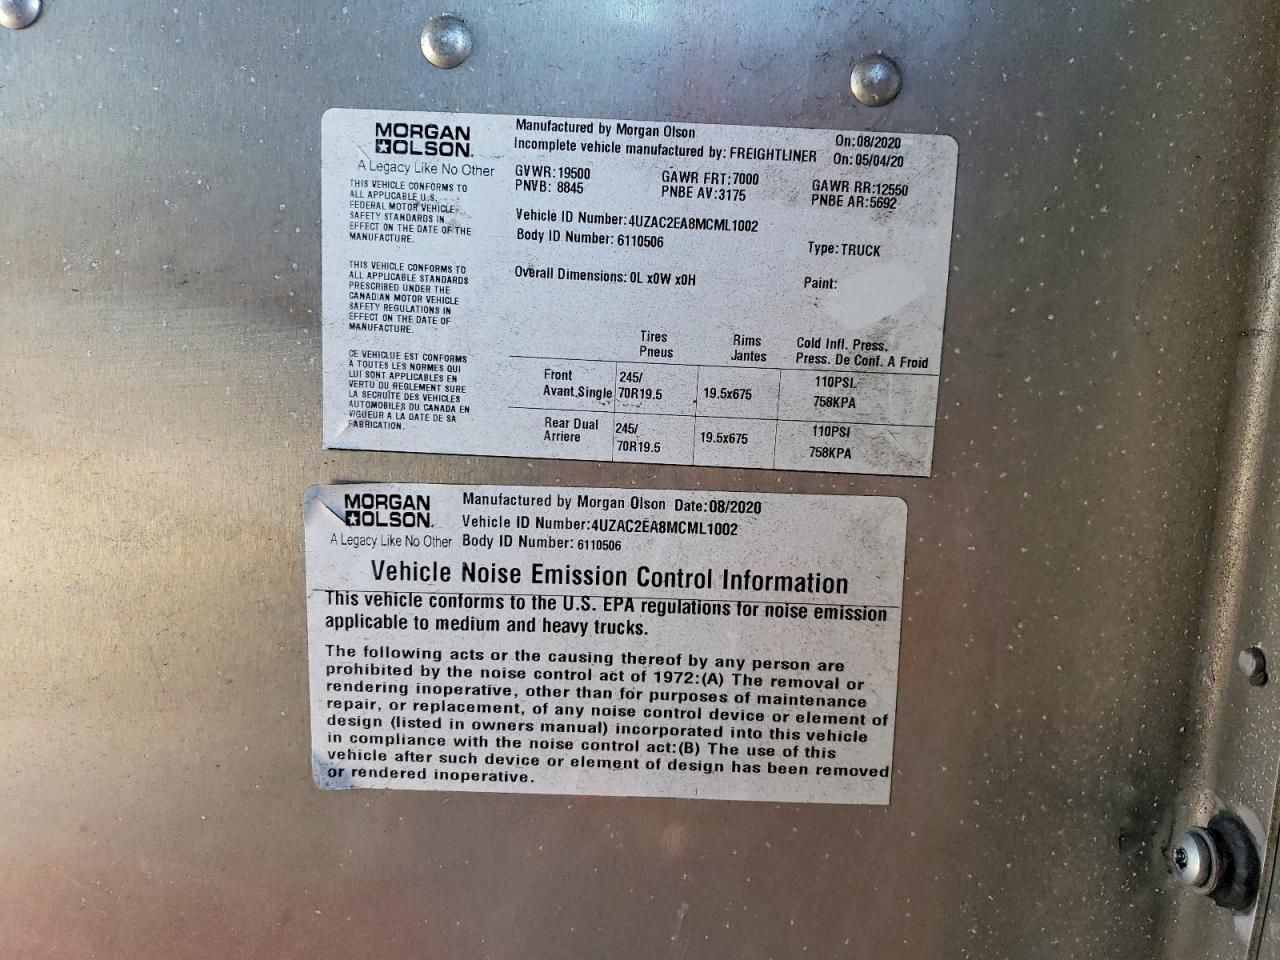 MORGAN
OLSON.
A Legacy Like No Other
THIS VEHICLE CONFORMS TO
ALL APPLICABLE U.S.
FEDERAL MOTOR VEHICLE
SAFETY STANDARDS IN
EFFECT ON THE DATE OF THE
MANUFACTURE.
THIS VEHICLE CONFORMS TO
ALL APPLICABLE STANDARDS
PRESCRIBED UNDER THE
CANADIAN MOTOR VEHICLE
SAFETY REGULATIONS IN
EFFECT ON THE DATE OF
MANUFACTURE.
CE VEHICLUE EST CONFORMS
A TOUTES LES NORMES QUI
LUI SONT APPLICABLES EN
VERTU DU REGLEMENT SURE
LA SECRUITE DES VEHICLES
AUTOMOBILES DU CANADA EN
VIGUEUR A LA DATE DE SA
FABRICATION.
Manufactured by Morgan Olson On:08/2020
Incomplete vehicle manufactured by: FREIGHTLINER On: 05/04/20
GVWR: 19500 GAWR FRT:7000 GAWR RR:12550
PNVB: 8845 PNBE AV:3175 PNBE AR:5692
Vehicle ID Number: 4UZAC2EA8MCML1002
Body ID Number: 6110506 Type: TRUCK
Overall Dimensions: 0L x0W x0H Paint:
Tires Rims Cold Infl. Press.
Pneus Jantes Press. De Conf. A Froid
Front 245/ 110PSI
Avant Single 70R19.5 19.5x675 758KPA
Rear Dual 245/ 110PSI
Arriere 70R19.5 19.5x675 758KPA
MORGAN
OLSON.
A Legacy Like No Other
Manufactured by Morgan Olson Date:08/2020
Vehicle ID Number:4UZAC2EA8MCML1002
Body ID Number: 6110506
Vehicle Noise Emission Control Information
This vehicle conforms to the U.S. EPA regulations for noise emission
applicable to medium and heavy trucks.
The following acts or the causing thereof by any person are
prohibited by the noise control act of 1972:(A) The removal or
rendering inoperative, other than for purposes of maintenance
repair, or replacement, of any noise control device or element of
design (listed in owners manual) incorporated into this vehicle
in compliance with the noise control act:(B) The use of this
vehicle after such device or element of design has been removed
or rendered inoperative.